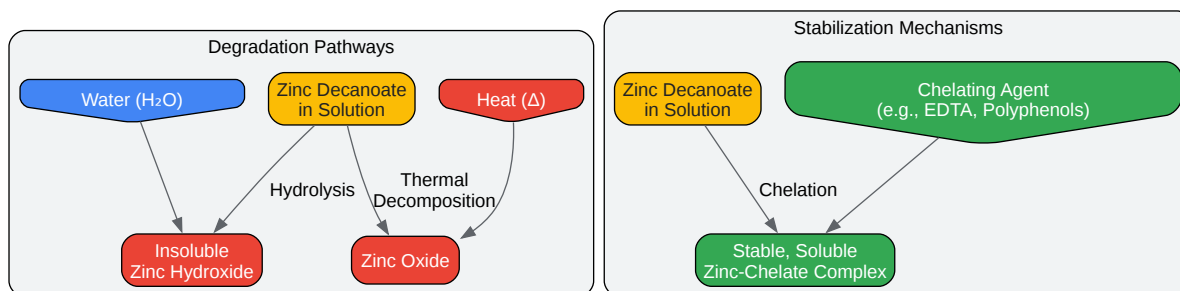 Degradation Pathways
Water (H₂O)
Zinc Decanoate
in Solution
Heat (Δ)
Hydrolysis
Thermal
Decomposition
Insoluble
Zinc Hydroxide
Zinc Oxide
Stabilization Mechanisms
Zinc Decanoate
in Solution
Chelating Agent
(e.g., EDTA, Polyphenols)
Chelation
Stable, Soluble
Zinc-Chelate Complex